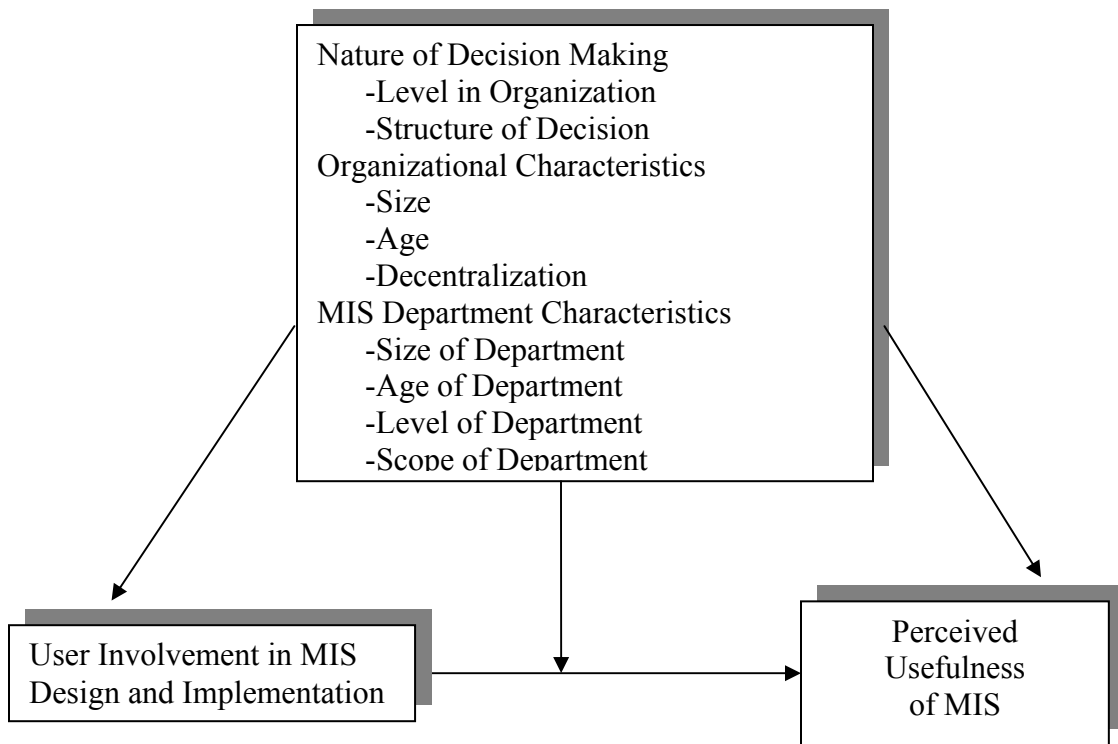 Nature of Decision Making
-Level in Organization
-Structure of Decision
Organizational Characteristics
-Size
-Age
-Decentralization
MIS Department Characteristics
-Size of Department
-Age of Department
-Level of Department
-Scope of Department
User Involvement in MIS
Design and Implementation
Perceived
Usefulness
of MIS